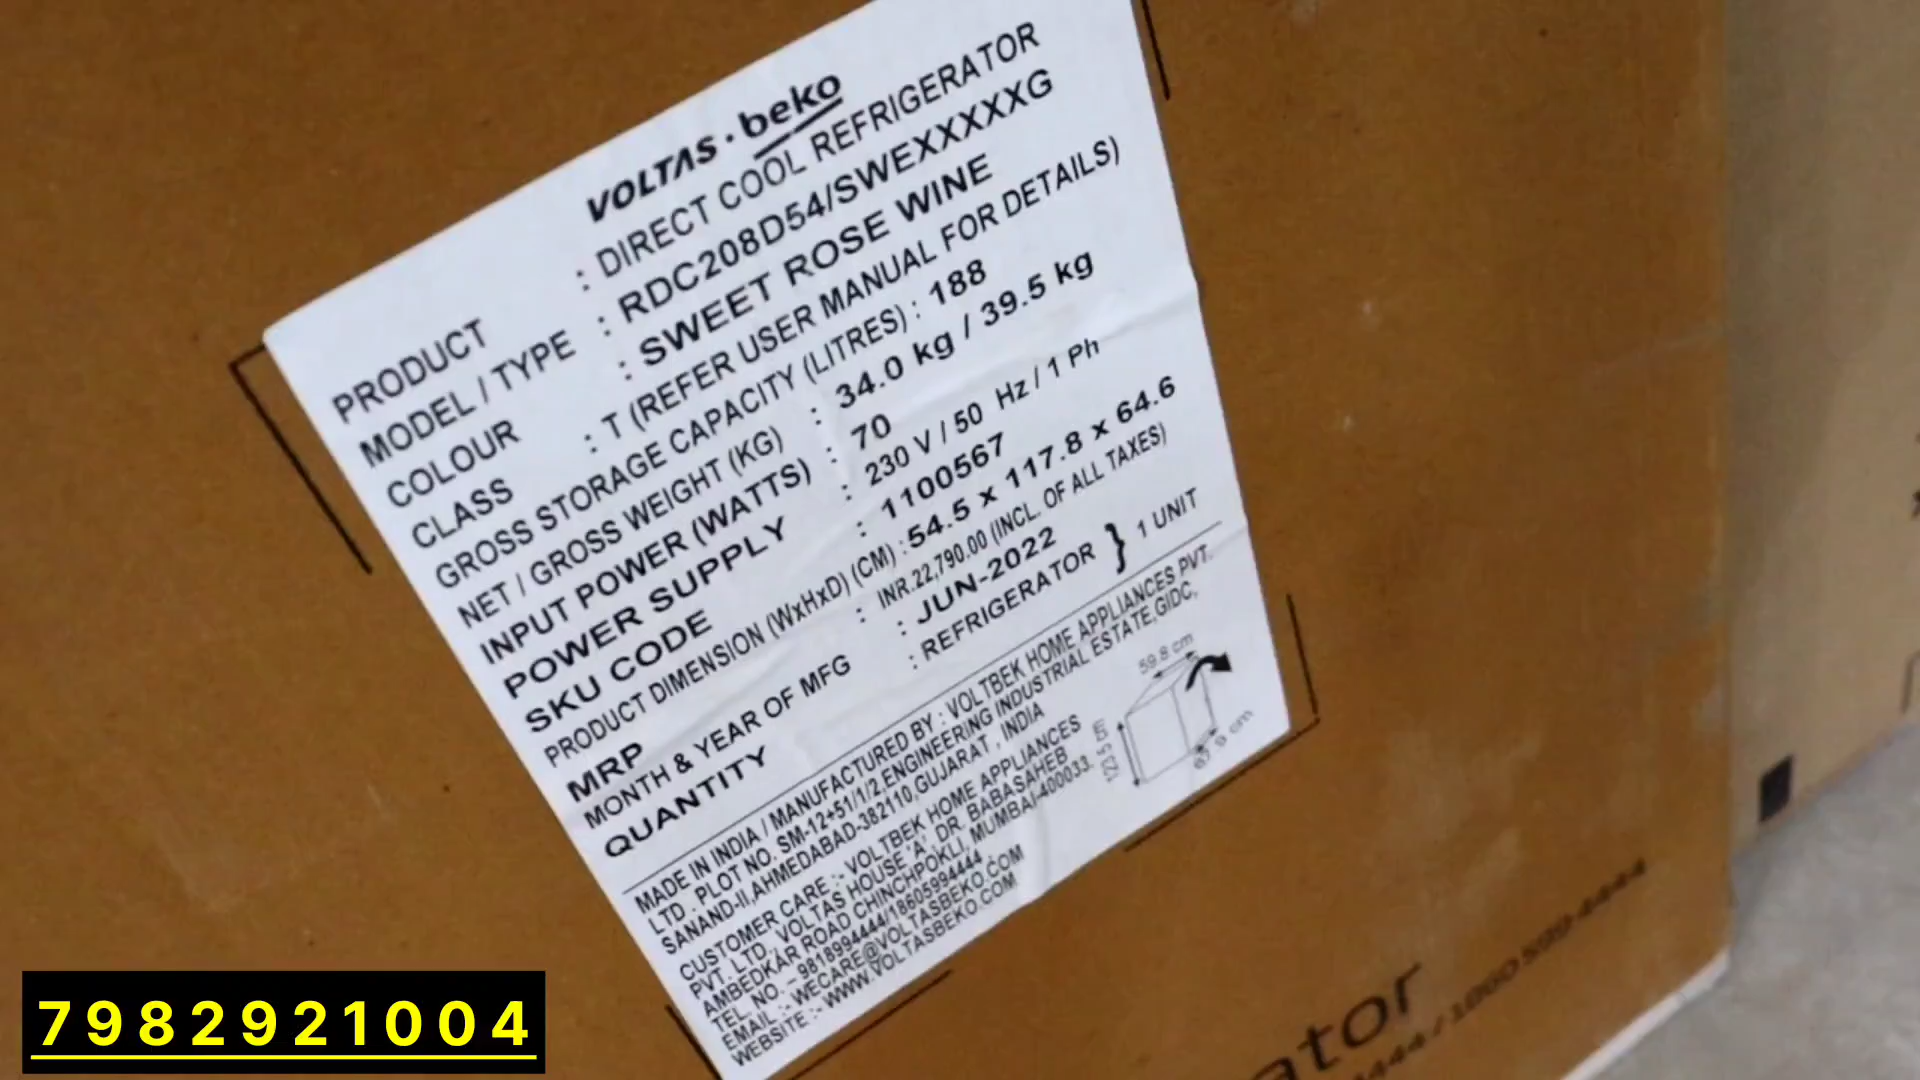 VOLTAS・beko
PRODUCT : DIRECT COOL REFRIGERATOR
MODEL / TYPE : RDC208D54/SWEXXXXXG
COLOUR : SWEET ROSE WINE
CLASS : T (REFER USER MANUAL FOR DETAILS)
GROSS STORAGE CAPACITY (LITRES) : 188
NET / GROSS WEIGHT (KG) : 34.0 kg / 39.5 kg
INPUT POWER (WATTS) : 70
POWER SUPPLY : 230 V / 50 Hz / 1 Ph
SKU CODE : 1100567
PRODUCT DIMENSION (WxHxD) (CM) : 54.5 x 117.8 x 64.6
MRP : INR.22,790.00 (INCL. OF ALL TAXES)
MONTH & YEAR OF MFG : JUN-2022
QUANTITY : REFRIGERATOR } 1 UNIT
MADE IN INDIA / MANUFACTURED BY : VOLTBEK HOME APPLIANCES PVT.
LTD. PLOT NO. SM-12+51/1/2,ENGINEERING INDUSTRIAL ESTATE,GIDC,
SANAND-II,AHMEDABAD-382110,GUJARAT , INDIA
CUSTOMER CARE :- VOLTBEK HOME APPLIANCES
PVT. LTD., VOLTAS HOUSE 'A', DR. BABASAHEB
AMBEDKAR ROAD CHINCHPOKLI, MUMBAI-400033.
TEL. NO. – 9818994444/18605994444 .
EMAIL :- WECARE@VOLTASBEKO.COM
WEBSITE :- WWW.VOLTASBEKO.COM
59.8 cm
7982921004